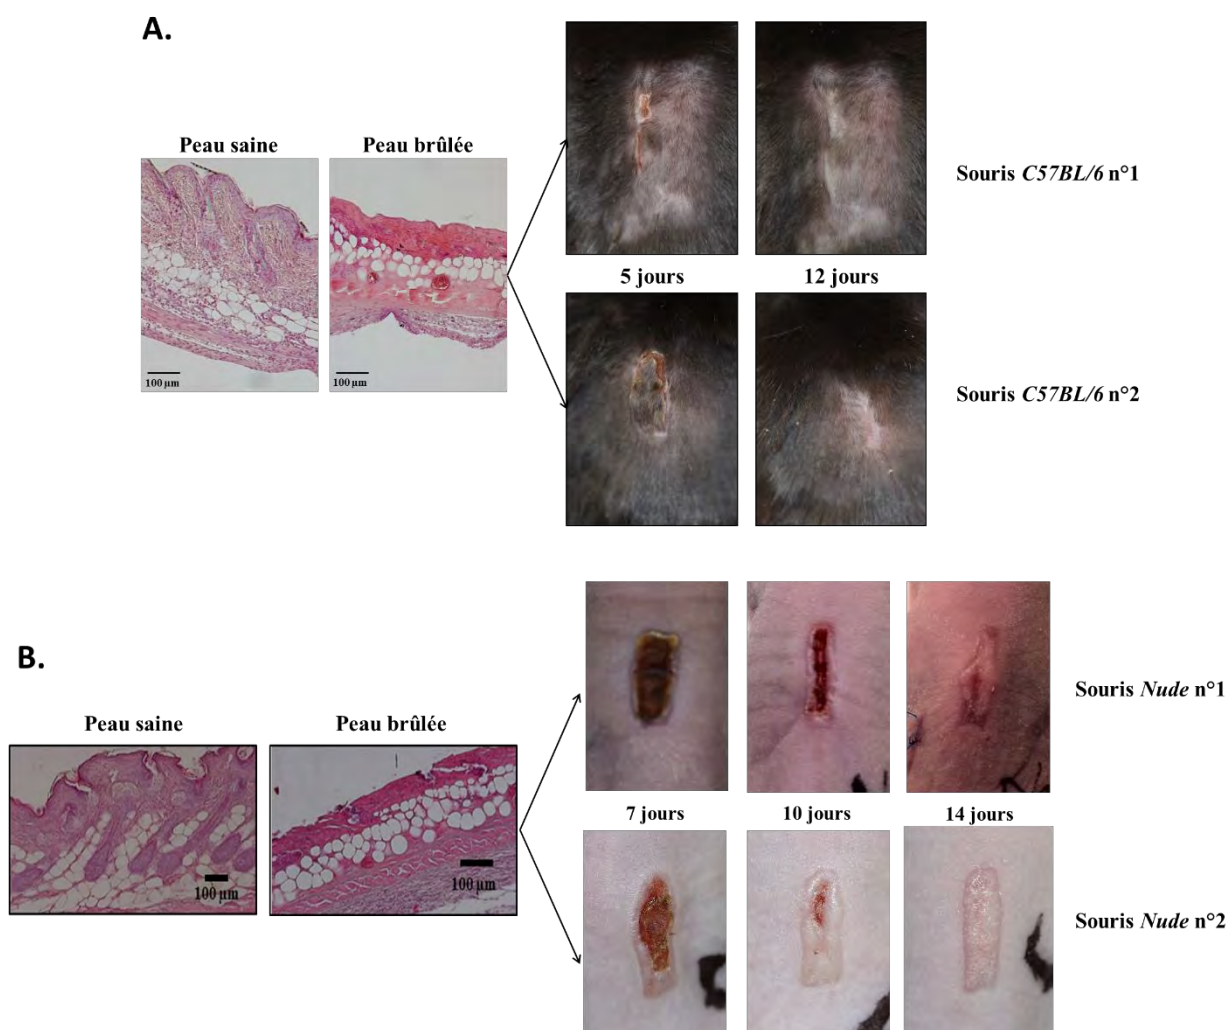 A.
Peau saine
Peau brûlée
100 µm
100 µm
5 jours
12 jours
Souris C57BL/6 n°1
Souris C57BL/6 n°2
B.
Peau saine
Peau brûlée
100 µm
100 µm
7 jours
10 jours
14 jours
Souris Nude n°1
Souris Nude n°2